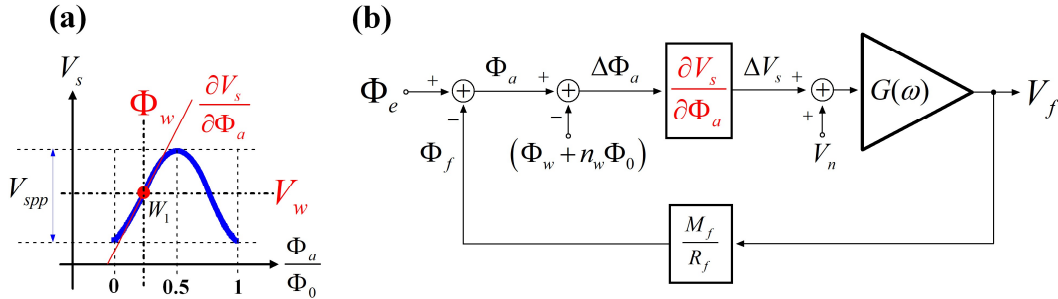 (a)
V_s
Φ_w
∂V_s
∂Φ_a
V_spp
W_1
V_w
0
0.5
1
Φ_a
Φ_0
(b)
Φ_e
+
+
−
Φ_a
+
+
−
(Φ_w + n_wΦ_0)
ΔΦ_a
∂V_s
∂Φ_a
ΔV_s
+
+
+
V_n
G(ω)
V_f
Φ_f
M_f
R_f